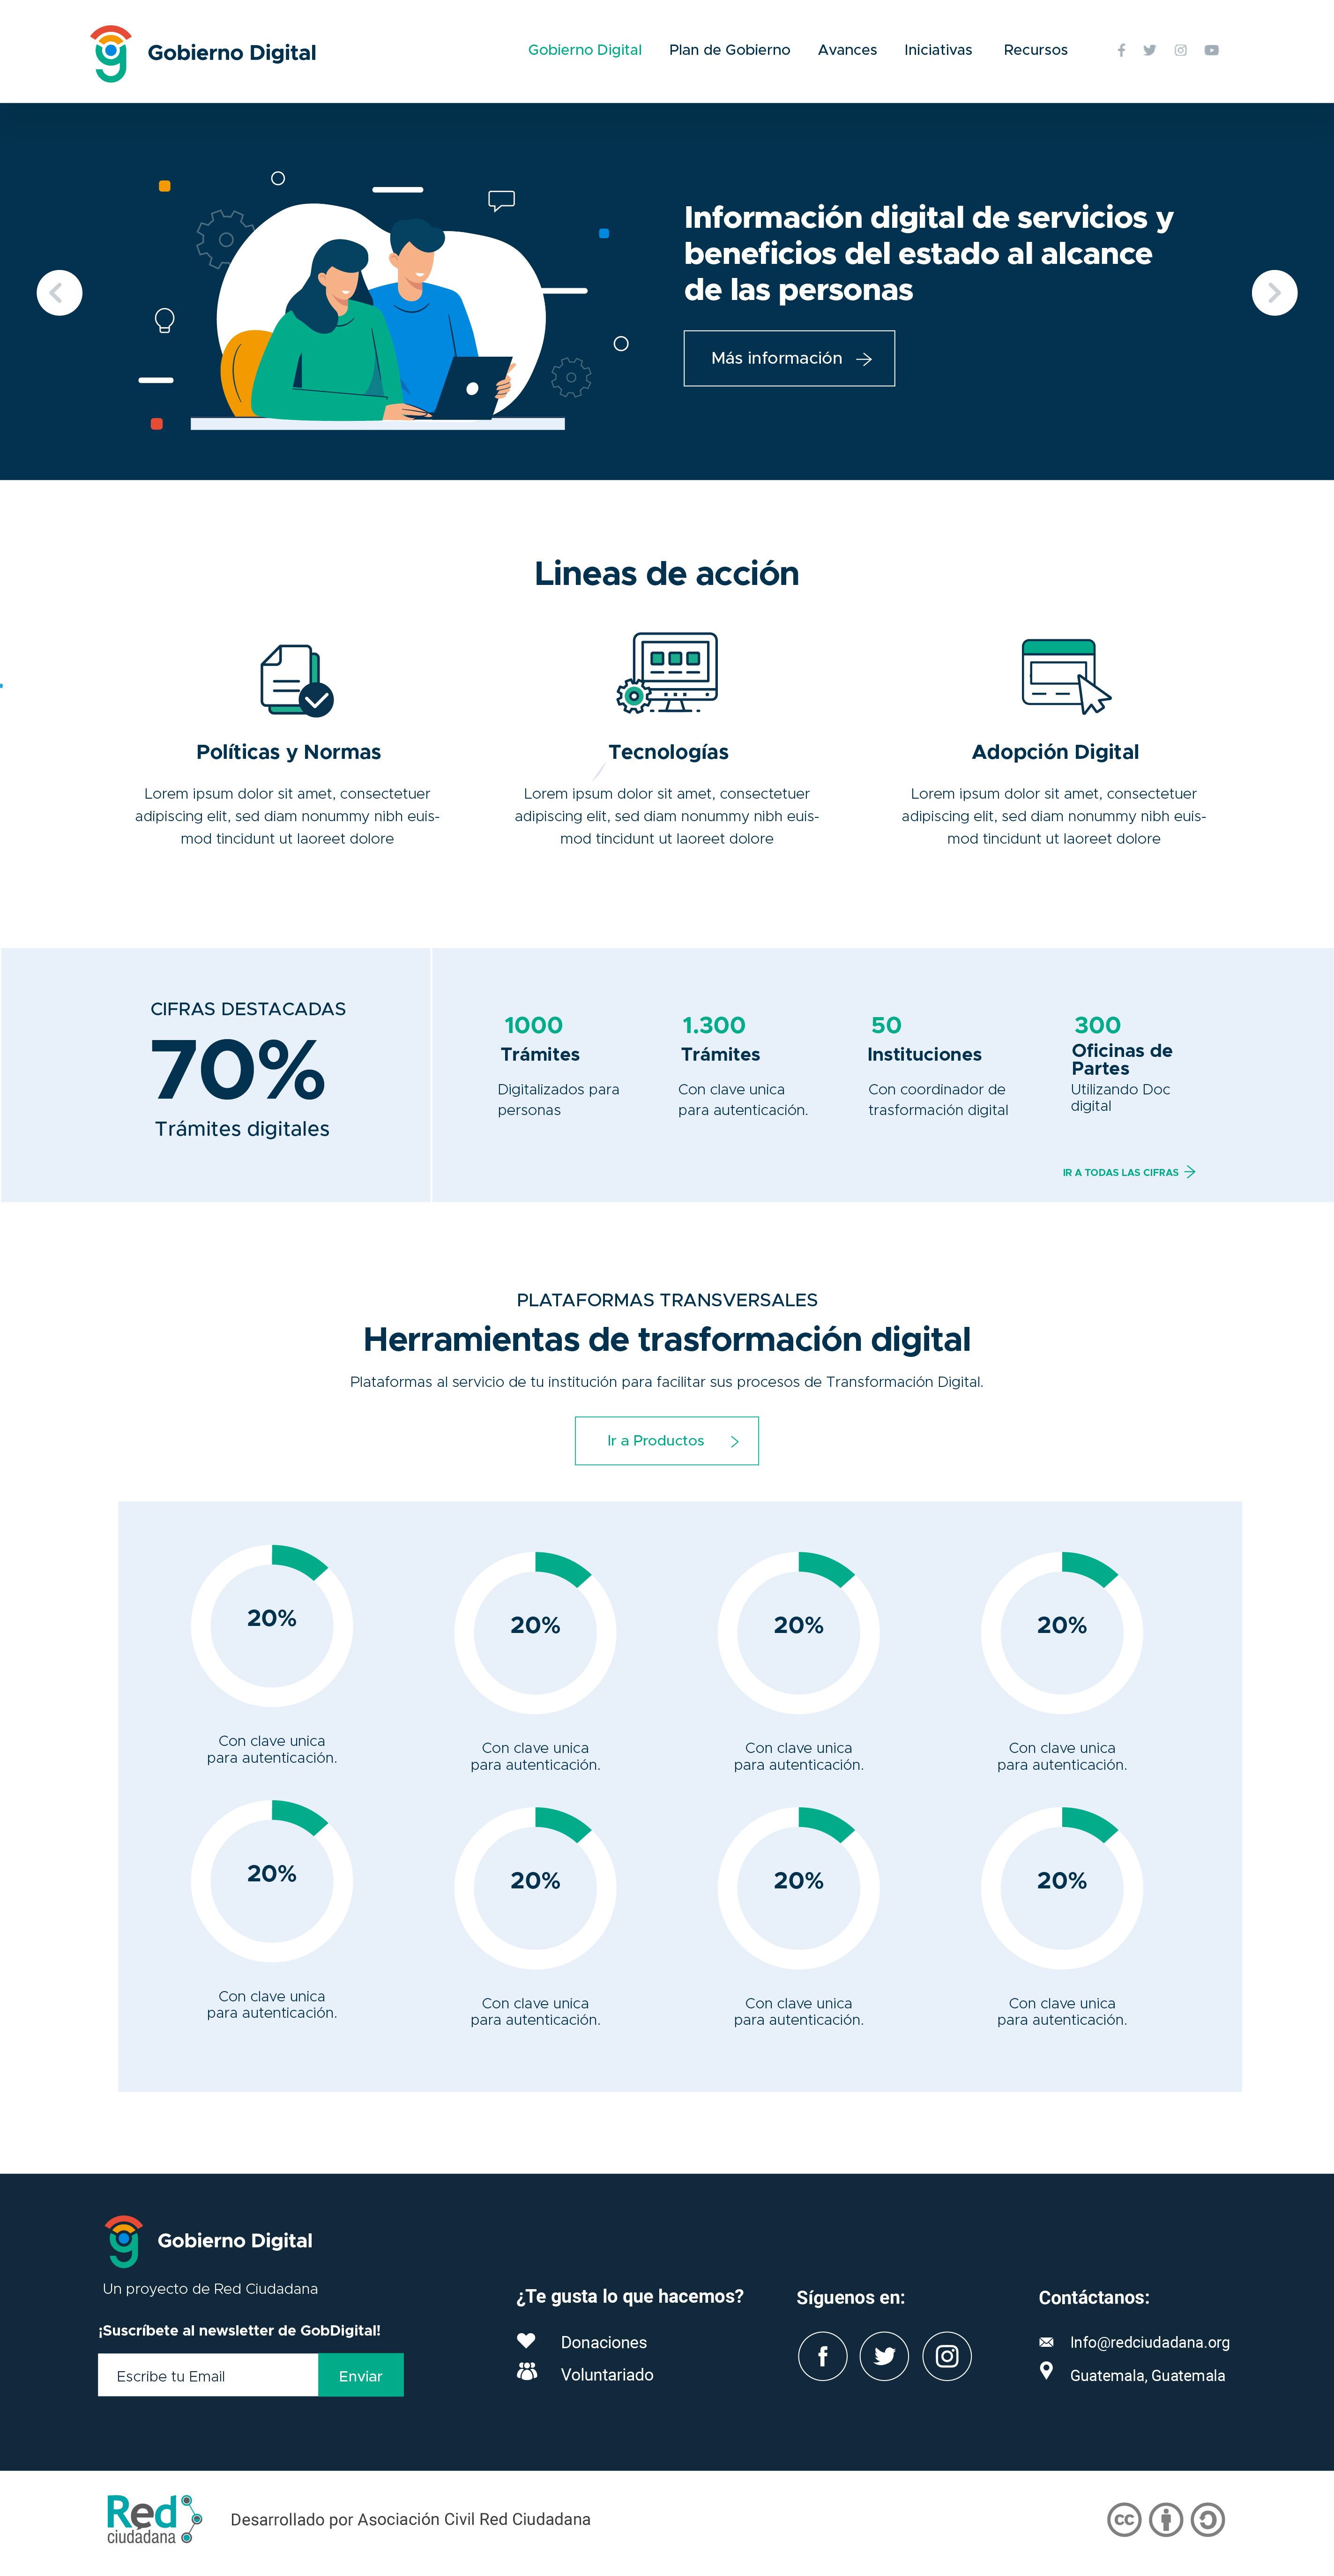 Gobierno Digital
Gobierno Digital Plan de Gobierno Avances Iniciativas Recursos
Información digital de servicios y
beneficios del estado al alcance
de las personas
Más información
Lineas de acción
Políticas y Normas
Lorem ipsum dolor sit amet, consectetuer
adipiscing elit, sed diam nonummy nibh euis-
mod tincidunt ut laoreet dolore
Tecnologías
Lorem ipsum dolor sit amet, consectetuer
adipiscing elit, sed diam nonummy nibh euis-
mod tincidunt ut laoreet dolore
Adopción Digital
Lorem ipsum dolor sit amet, consectetuer
adipiscing elit, sed diam nonummy nibh euis-
mod tincidunt ut laoreet dolore
CIFRAS DESTACADAS
70%
Trámites digitales
1000
Trámites
Digitalizados para
personas
1.300
Trámites
Con clave unica
para autenticación.
50
Instituciones
Con coordinador de
trasformación digital
300
Oficinas de
Partes
Utilizando Doc
digital
IR A TODAS LAS CIFRAS
PLATAFORMAS TRANSVERSALES
Herramientas de trasformación digital
Plataformas al servicio de tu institución para facilitar sus procesos de Transformación Digital.
Ir a Productos
20%
Con clave unica
para autenticación.
20%
Con clave unica
para autenticación.
20%
Con clave unica
para autenticación.
20%
Con clave unica
para autenticación.
20%
Con clave unica
para autenticación.
20%
Con clave unica
para autenticación.
20%
Con clave unica
para autenticación.
20%
Con clave unica
para autenticación.
Gobierno Digital
Un proyecto de Red Ciudadana
¡Suscríbete al newsletter de GobDigital!
Escribe tu Email
Enviar
¿Te gusta lo que hacemos?
Donaciones
Voluntariado
Síguenos en:
Contáctanos:
Info@redciudadana.org
Guatemala, Guatemala
Red
ciudadana
Desarrollado por Asociación Civil Red Ciudadana
cc